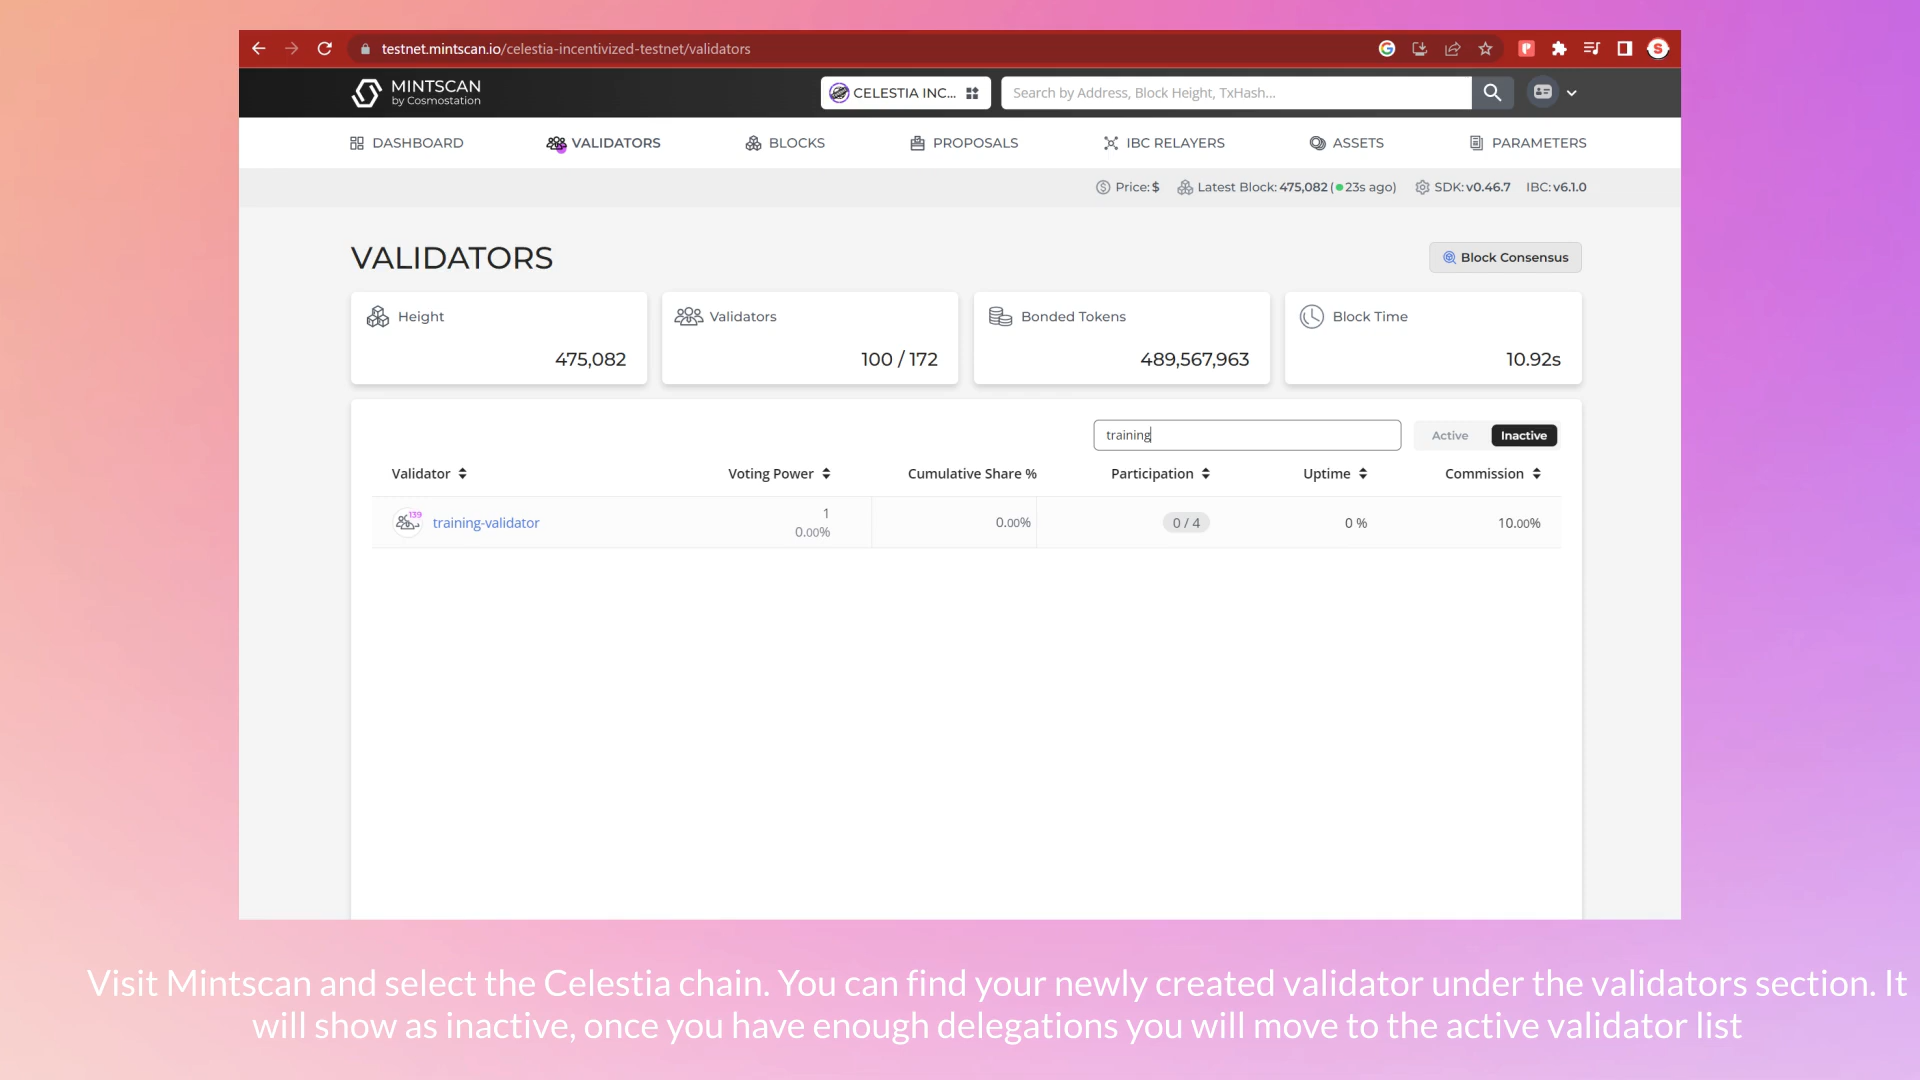 testnet.mintscan.io/celestia-incentivized-testnet/validators
MINTSCAN
by Cosmostation
CELESTIA INC...
Search by Address, Block Height, TxHash...
DASHBOARD
VALIDATORS
BLOCKS
PROPOSALS
IBC RELAYERS
ASSETS
PARAMETERS
Price: $
Latest Block: 475,082 (● 23s ago)
SDK: v0.46.7
IBC: v6.1.0
VALIDATORS
Block Consensus
Height
475,082
Validators
100 / 172
Bonded Tokens
489,567,963
Block Time
10.92s
training
Active
Inactive
Validator
Voting Power
Cumulative Share %
Participation
Uptime
Commission
139
training-validator
1
0.00%
0.00%
0 / 4
0 %
10.00%
Visit Mintscan and select the Celestia chain. You can find your newly created validator under the validators section. It
will show as inactive, once you have enough delegations you will move to the active validator list